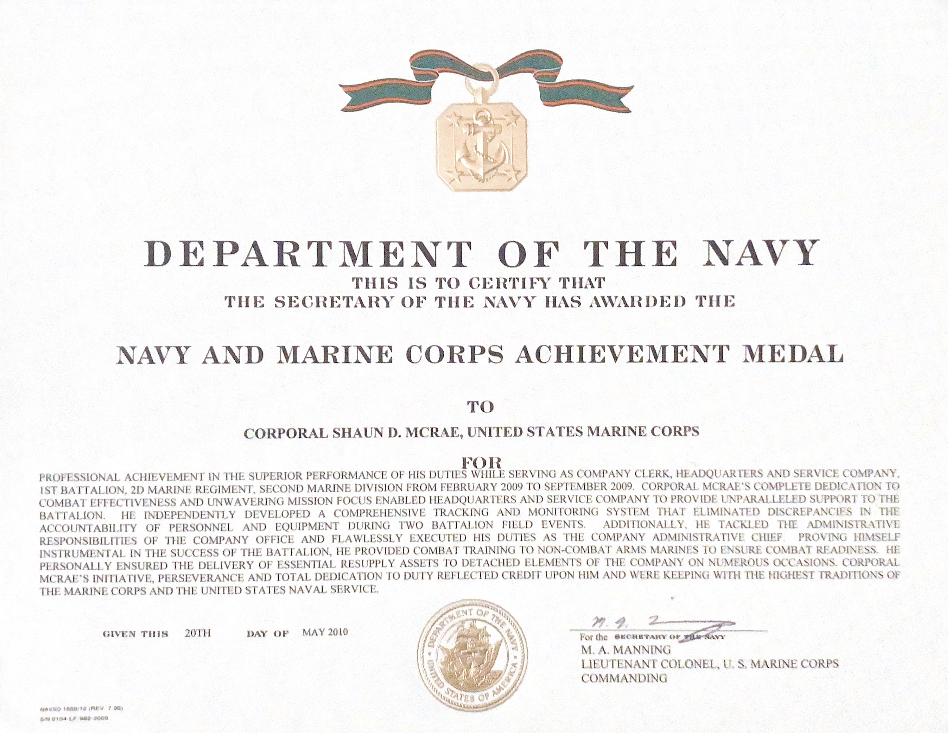 DEPARTMENT OF THE NAVY
THIS IS TO CERTIFY THAT
THE SECRETARY OF THE NAVY HAS AWARDED THE
NAVY AND MARINE CORPS ACHIEVEMENT MEDAL
TO
CORPORAL SHAUN D. MCRAE, UNITED STATES MARINE CORPS
FOR
PROFESSIONAL ACHIEVEMENT IN THE SUPERIOR PERFORMANCE OF HIS DUTIES WHILE SERVING AS COMPANY CLERK, HEADQUARTERS AND SERVICE COMPANY,
1ST BATTALION, 2D MARINE REGIMENT, SECOND MARINE DIVISION FROM FEBRUARY 2009 TO SEPTEMBER 2009. CORPORAL MCRAE'S COMPLETE DEDICATION TO
COMBAT EFFECTIVENESS AND UNWAVERING MISSION FOCUS ENABLED HEADQUARTERS AND SERVICE COMPANY TO PROVIDE UNPARALLELED SUPPORT TO THE
BATTALION. HE INDEPENDENTLY DEVELOPED A COMPREHENSIVE TRACKING AND MONITORING SYSTEM THAT ELIMINATED DISCREPANCIES IN THE
ACCOUNTABILITY OF PERSONNEL AND EQUIPMENT DURING TWO BATTALION FIELD EVENTS. ADDITIONALLY, HE TACKLED THE ADMINISTRATIVE
RESPONSIBILITIES OF THE COMPANY OFFICE AND FLAWLESSLY EXECUTED HIS DUTIES AS THE COMPANY ADMINISTRATIVE CHIEF. PROVING HIMSELF
INSTRUMENTAL IN THE SUCCESS OF THE BATTALION, HE PROVIDED COMBAT TRAINING TO NON-COMBAT ARMS MARINES TO ENSURE COMBAT READINESS. HE
PERSONALLY ENSURED THE DELIVERY OF ESSENTIAL RESUPPLY ASSETS TO DETACHED ELEMENTS OF THE COMPANY ON NUMEROUS OCCASIONS. CORPORAL
MCRAE'S INITIATIVE, PERSEVERANCE AND TOTAL DEDICATION TO DUTY REFLECTED CREDIT UPON HIM AND WERE KEEPING WITH THE HIGHEST TRADITIONS OF
THE MARINE CORPS AND THE UNITED STATES NAVAL SERVICE.
GIVEN THIS 20TH DAY OF MAY 2010
DEPARTMENT OF THE NAVY
UNITED STATES OF AMERICA
For the SECRETARY OF THE NAVY
M. A. MANNING
LIEUTENANT COLONEL, U. S. MARINE CORPS
COMMANDING